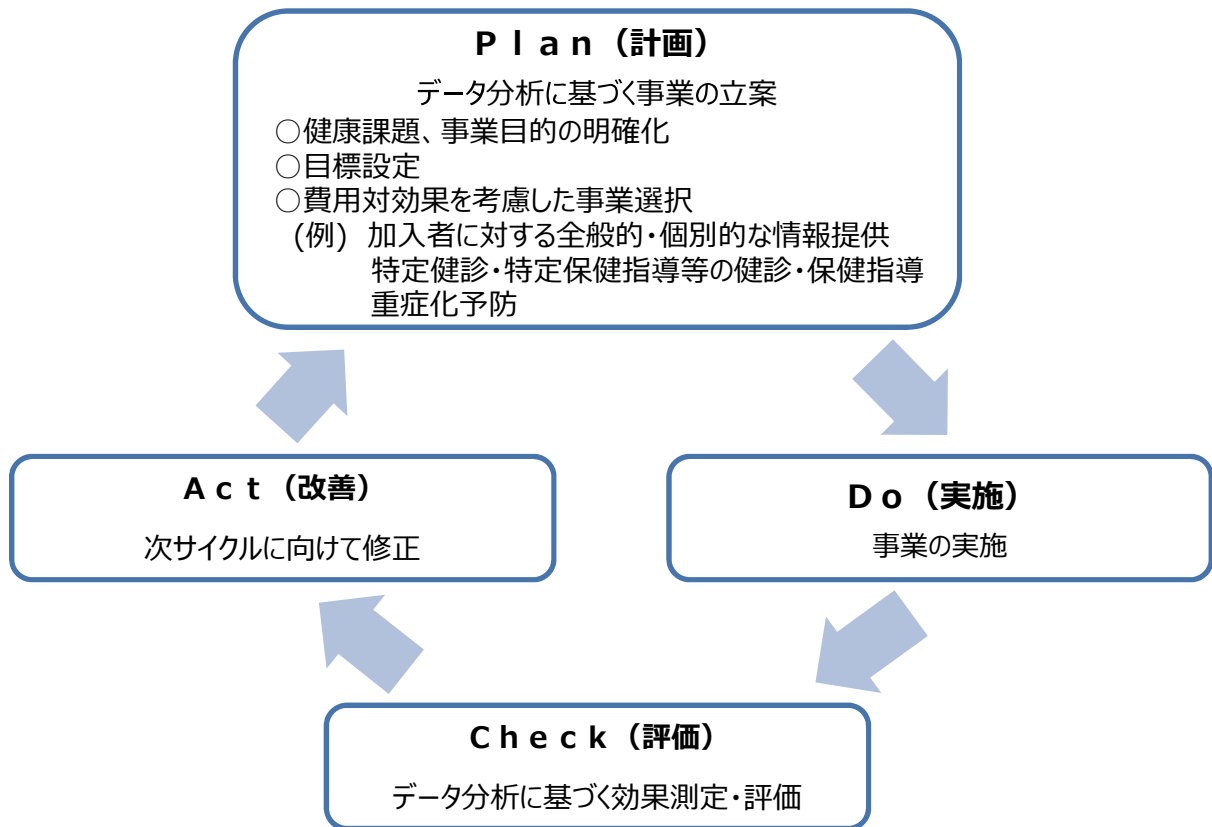 Plan（計画）
データ分析に基づく事業の立案
○健康課題、事業目的の明確化
○目標設定
○費用対効果を考慮した事業選択
(例) 加入者に対する全般的・個別的な情報提供
特定健診・特定保健指導等の健診・保健指導
重症化予防
Act（改善）
次サイクルに向けて修正
Do（実施）
事業の実施
Check（評価）
データ分析に基づく効果測定・評価